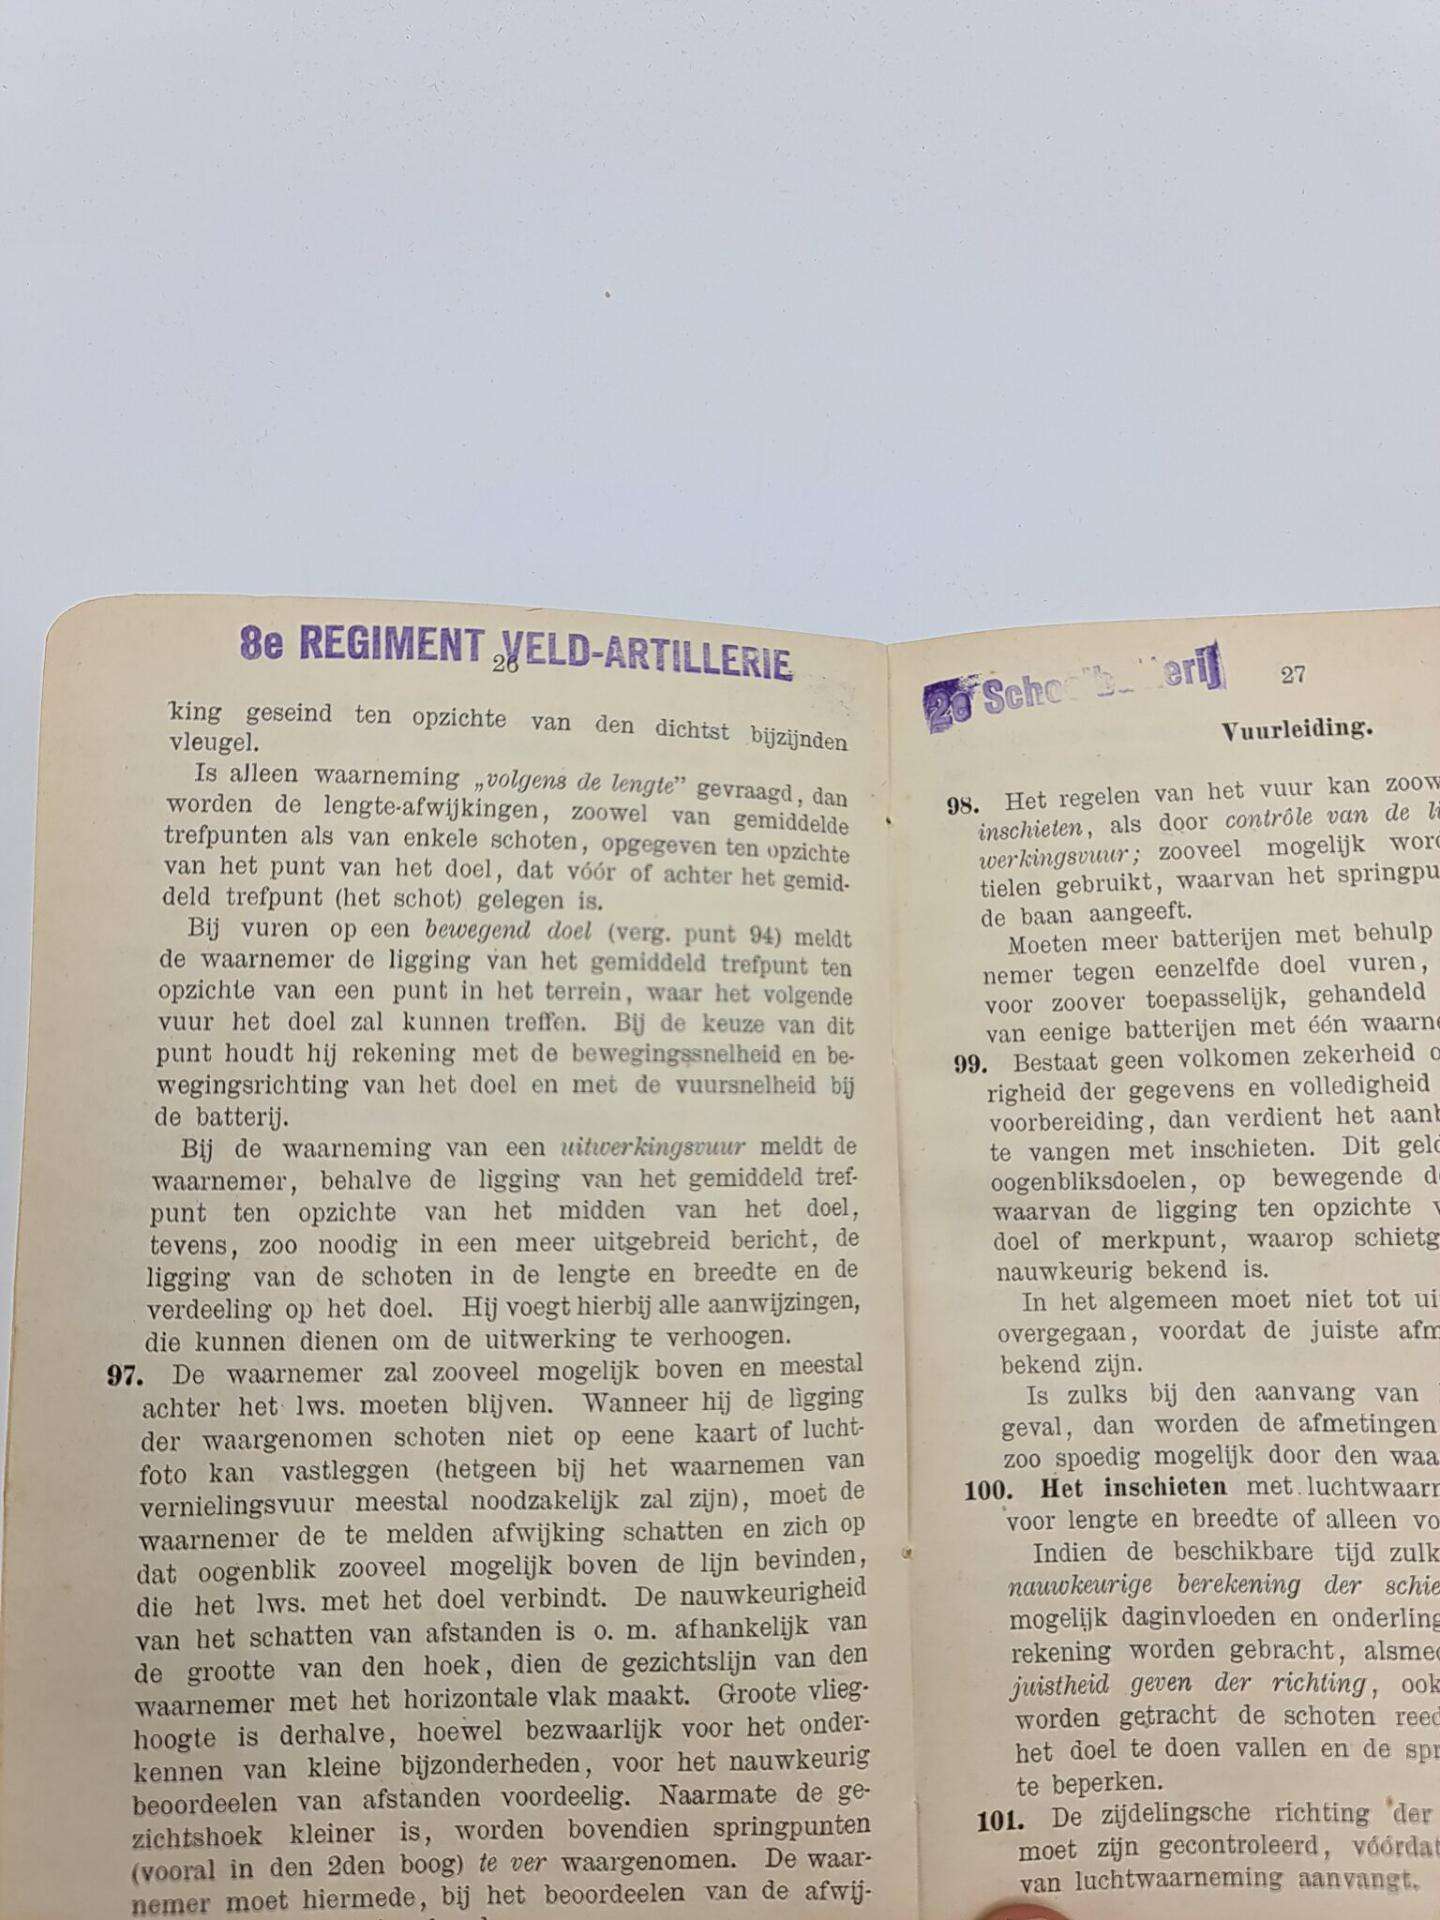 8e REGIMENT VELD-ARTILLERIE
26
king geseind ten opzichte van den dichtst bijzijnden
vleugel.
Is alleen waarneming „volgens de lengte” gevraagd, dan
worden de lengte-afwijkingen, zoowel van gemiddelde
trefpunten als van enkele schoten, opgegeven ten opzichte
van het punt van het doel, dat vóór of achter het gemid-
deld trefpunt (het schot) gelegen is.
Bij vuren op een bewegend doel (verg. punt 94) meldt
de waarnemer de ligging van het gemiddeld trefpunt ten
opzichte van een punt in het terrein, waar het volgende
vuur het doel zal kunnen treffen. Bij de keuze van dit
punt houdt hij rekening met de bewegingssnelheid en be-
wegingsrichting van het doel en met de vuursnelheid bij
de batterij.
Bij de waarneming van een uitwerkingsvuur meldt de
waarnemer, behalve de ligging van het gemiddeld tref-
punt ten opzichte van het midden van het doel,
tevens, zoo noodig in een meer uitgebreid bericht, de
ligging van de schoten in de lengte en breedte en de
verdeeling op het doel. Hij voegt hierbij alle aanwijzingen,
die kunnen dienen om de uitwerking te verhoogen.
97. De waarnemer zal zooveel mogelijk boven en meestal
achter het lws. moeten blijven. Wanneer hij de ligging
der waargenomen schoten niet op eene kaart of lucht-
foto kan vastleggen (hetgeen bij het waarnemen van
vernielingsvuur meestal noodzakelijk zal zijn), moet de
waarnemer de te melden afwijking schatten en zich op
dat oogenblik zooveel mogelijk boven de lijn bevinden,
die het lws. met het doel verbindt. De nauwkeurigheid
van het schatten van afstanden is o. m. afhankelijk van
de grootte van den hoek, dien de gezichtslijn van den
waarnemer met het horizontale vlak maakt. Groote vlieg-
hoogte is derhalve, hoewel bezwaarlijk voor het onder-
kennen van kleine bijzonderheden, voor het nauwkeurig
beoordeelen van afstanden voordeelig. Naarmate de ge-
zichtshoek kleiner is, worden bovendien springpunten
(vooral in den 2den boog) te ver waargenomen. De waar-
nemer moet hiermede, bij het beoordeelen van de afwij-
2e
27
Vuurleiding.
98. Het regelen van het vuur kan zoow
inschieten, als door contrôle van de li
werkingsvuur; zooveel mogelijk word
tielen gebruikt, waarvan het springpu
de baan aangeeft.
Moeten meer batterijen met behulp
nemer tegen eenzelfde doel vuren,
voor zoover toepasselijk, gehandeld
van eenige batterijen met één waarne
99. Bestaat geen volkomen zekerheid o
righeid der gegevens en volledigheid
voorbereiding, dan verdient het aanb
te vangen met inschieten. Dit geld
oogenbliksdoelen, op bewegende do
waarvan de ligging ten opzichte v
doel of merkpunt, waarop schietg
nauwkeurig bekend is.
In het algemeen moet niet tot ui
overgegaan, voordat de juiste afm
bekend zijn.
Is zulks bij den aanvang van
geval, dan worden de afmetingen
zoo spoedig mogelijk door den waa
100. Het inschieten met luchtwaarn
voor lengte en breedte of alleen vo
Indien de beschikbare tijd zulk
nauwkeurige berekening der schie
mogelijk daginvloeden en onderling
rekening worden gebracht, alsmed
juistheid geven der richting, ook
worden getracht de schoten reed
het doel te doen vallen en de spr
te beperken.
101. De zijdelingsche richting der
moet zijn gecontroleerd, vóórdat
van luchtwaarneming aanvangt.